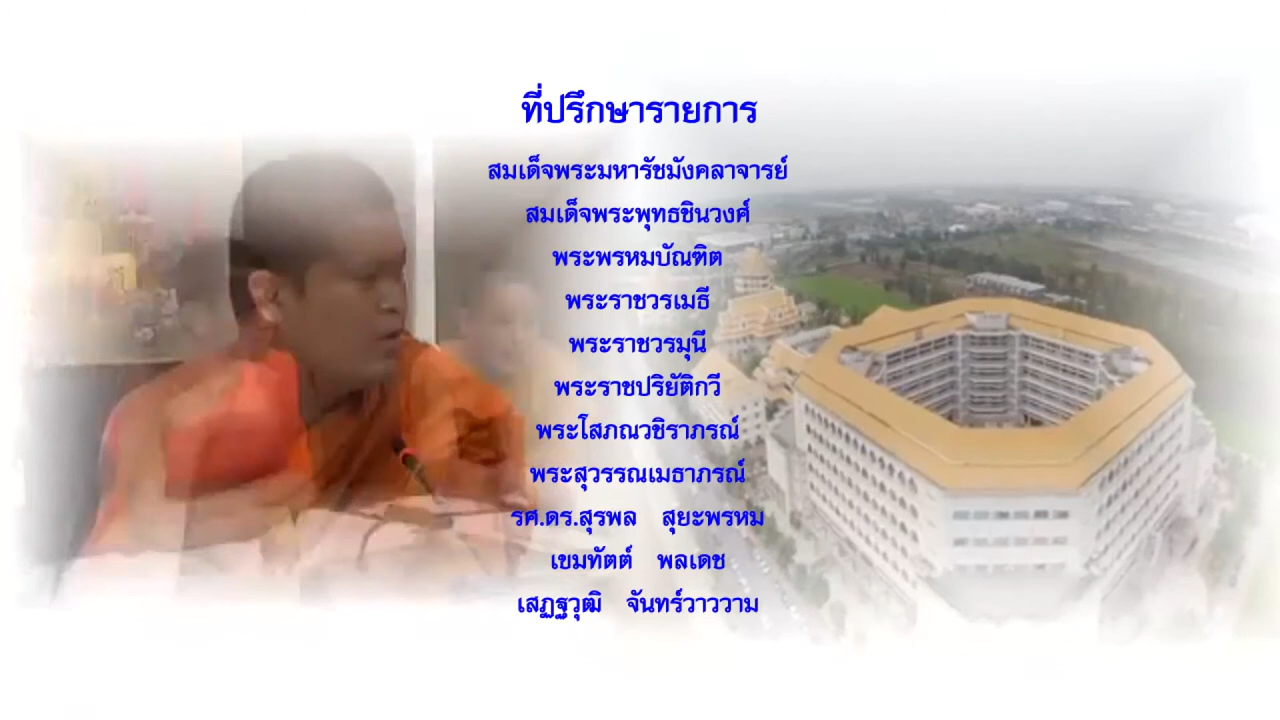 ที่ปรึกษารายการ
สมเด็จพระมหารัชมังคลาจารย์
สมเด็จพระพุทธชินวงศ์
พระพรหมบัณฑิต
พระราชวรเมธี
พระราชวรมุนี
พระราชปริยัติกวี
พระโสภณวชิราภรณ์
พระสุวรรณเมธาภรณ์
รศ.ดร.สุรพล สุยะพรหม
เขมทัตต์ พลเดช
เสฏฐวุฒิ จันทร์วาววาม